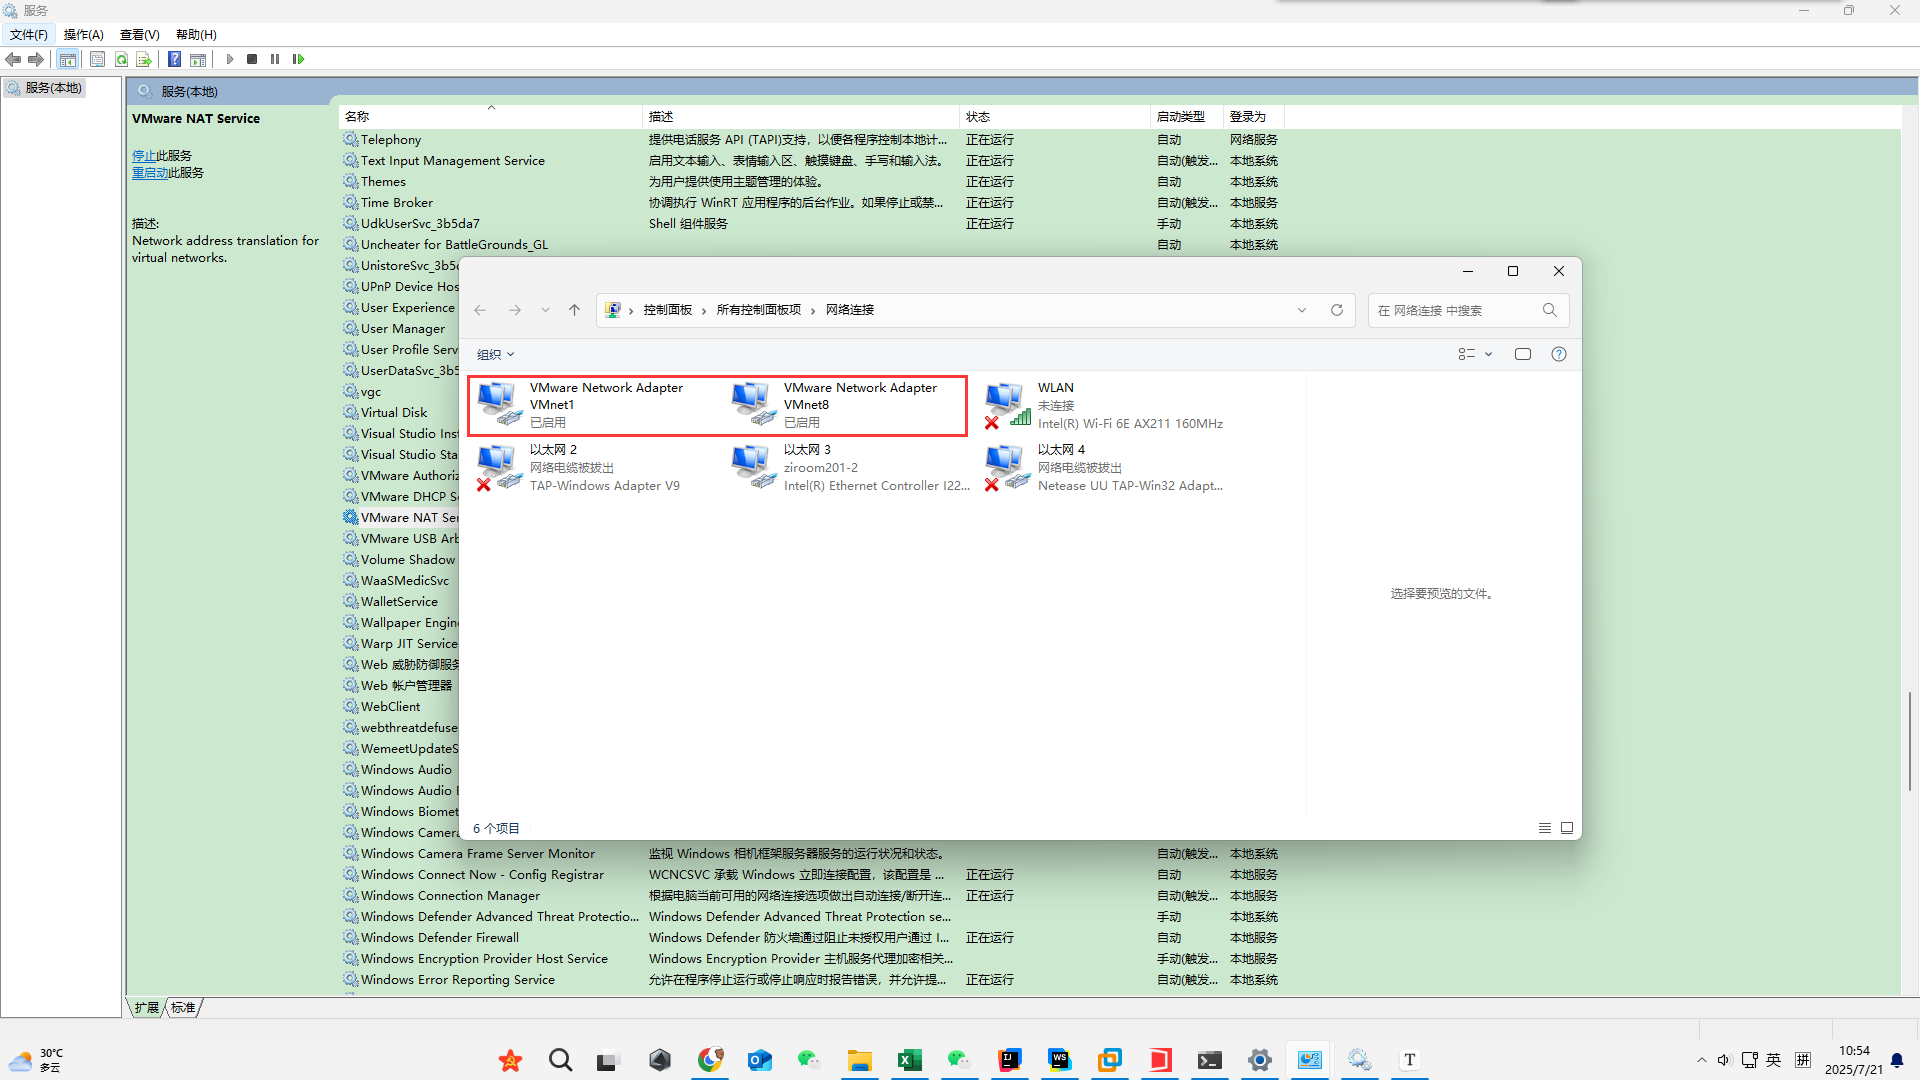 服务
文件(F) 操作(A) 查看(V) 帮助(H)
服务(本地)
服务(本地)
VMware NAT Service
停止此服务
重启动此服务
描述:
Network address translation for
virtual networks.
名称 描述 状态 启动类型 登录为
Telephony 提供电话服务 API (TAPI)支持，以便各程序控制本地计... 正在运行 自动 网络服务
Text Input Management Service 启用文本输入、表情输入区、触摸键盘、手写和输入法。 正在运行 自动(触发... 本地系统
Themes 为用户提供使用主题管理的体验。 正在运行 自动 本地系统
Time Broker 协调执行 WinRT 应用程序的后台作业。如果停止或禁... 正在运行 自动(触发... 本地服务
UdkUserSvc_3b5da7 Shell 组件服务 正在运行 手动 本地系统
Uncheater for BattleGrounds_GL 自动 本地系统
UnistoreSvc_3b5
UPnP Device Hos
User Experience
User Manager
User Profile Serv
UserDataSvc_3b5
vgc
Virtual Disk
Visual Studio Inst
Visual Studio Sta
VMware Authoriz
VMware DHCP Se
VMware NAT Ser
VMware USB Arb
Volume Shadow
WaaSMedicSvc
WalletService
Wallpaper Engin
Warp JIT Service
Web 威胁防御服务
Web 帐户管理器
WebClient
webthreatdefuse
WemeetUpdateS
Windows Audio
Windows Audio E
Windows Biomet
Windows Camera
控制面板 › 所有控制面板项 › 网络连接
在 网络连接 中搜索
组织
VMware Network Adapter
VMnet1
已启用
VMware Network Adapter
VMnet8
已启用
WLAN
未连接
Intel(R) Wi-Fi 6E AX211 160MHz
以太网 2
网络电缆被拔出
TAP-Windows Adapter V9
以太网 3
ziroom201-2
Intel(R) Ethernet Controller I22...
以太网 4
网络电缆被拔出
Netease UU TAP-Win32 Adapt...
选择要预览的文件。
6 个项目
Windows Camera Frame Server Monitor 监视 Windows 相机框架服务器服务的运行状况和状态。 自动(触发... 本地系统
Windows Connect Now - Config Registrar WCNCSVC 承载 Windows 立即连接配置，该配置是 ... 正在运行 自动 本地服务
Windows Connection Manager 根据电脑当前可用的网络连接选项做出自动连接/断开连... 正在运行 自动(触发... 本地服务
Windows Defender Advanced Threat Protectio... Windows Defender Advanced Threat Protection se... 手动 本地系统
Windows Defender Firewall Windows Defender 防火墙通过阻止未授权用户通过 I... 正在运行 自动 本地服务
Windows Encryption Provider Host Service Windows Encryption Provider 主机服务代理加密相关... 手动(触发... 本地服务
Windows Error Reporting Service 允许在程序停止运行或停止响应时报告错误，并允许提... 正在运行 自动(触发... 本地系统
扩展 标准
30°C
多云
英 拼
10:54
2025/7/21